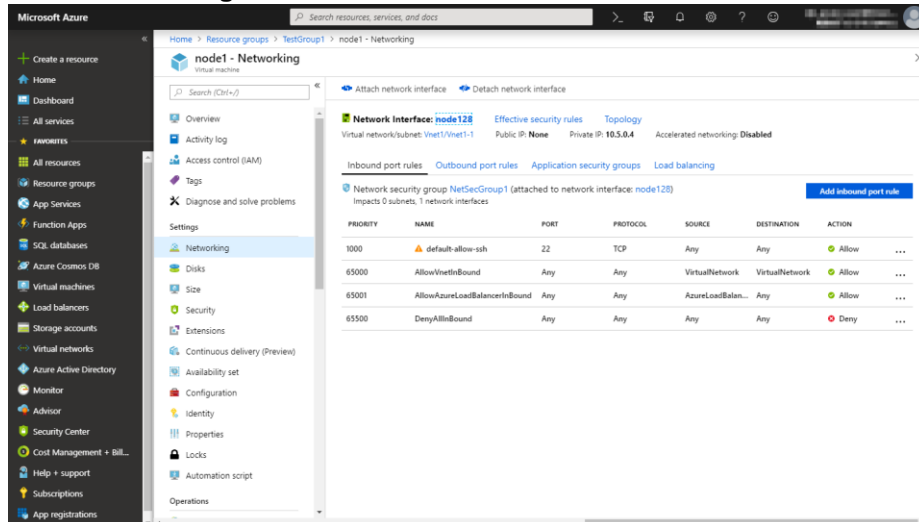 Microsoft Azure
Search resources, services, and docs
Home > Resource groups > TestGroup1 > node1 - Networking
node1 - Networking
Virtual machine
Create a resource
Home
Dashboard
All services
FAVORITES
All resources
Resource groups
App Services
Function Apps
SQL databases
Azure Cosmos DB
Virtual machines
Load balancers
Storage accounts
Virtual networks
Azure Active Directory
Monitor
Advisor
Security Center
Cost Management + Bill...
Help + support
Subscriptions
App registrations
Search (Ctrl+/)
Overview
Activity log
Access control (IAM)
Tags
Diagnose and solve problems
Settings
Networking
Disks
Size
Security
Extensions
Continuous delivery (Preview)
Availability set
Configuration
Identity
Properties
Locks
Automation script
Operations
Attach network interface Detach network interface
Network Interface: node128 Effective security rules Topology
Virtual network/subnet: Vnet1/Vnet1-1 Public IP: None Private IP: 10.5.0.4 Accelerated networking: Disabled
Inbound port rules Outbound port rules Application security groups Load balancing
Network security group NetSecGroup1 (attached to network interface: node128)
Impacts 0 subnets, 1 network interfaces
Add inbound port rule
PRIORITY NAME PORT PROTOCOL SOURCE DESTINATION ACTION
1000 default-allow-ssh 22 TCP Any Any Allow ...
65000 AllowVnetInBound Any Any VirtualNetwork VirtualNetwork Allow ...
65001 AllowAzureLoadBalancerInBound Any Any AzureLoadBalan... Any Allow ...
65500 DenyAllInBound Any Any Any Any Deny ...